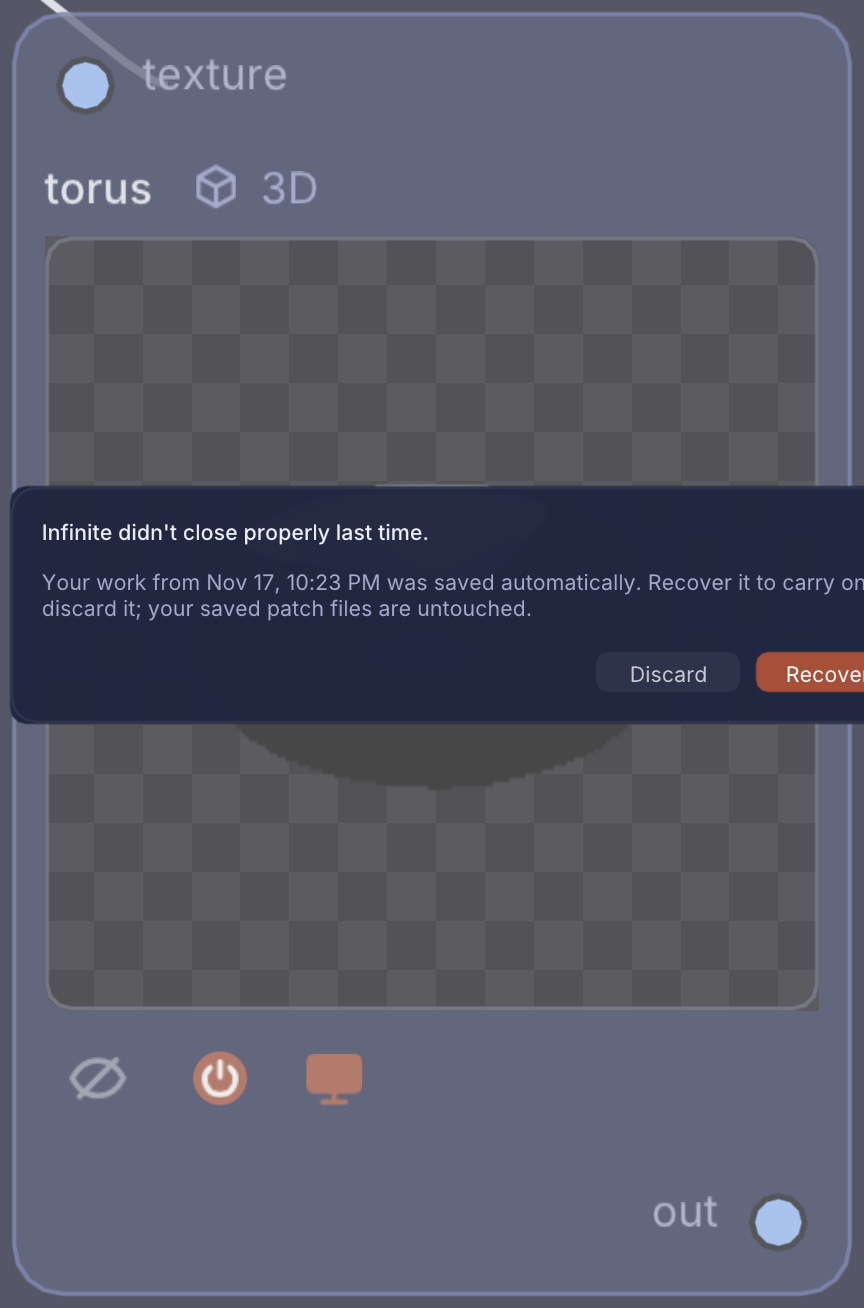 texture
torus 3D
Infinite didn't close properly last time.
Your work from Nov 17, 10:23 PM was saved automatically. Recover it to carry on
discard it; your saved patch files are untouched.
Discard Recover
out